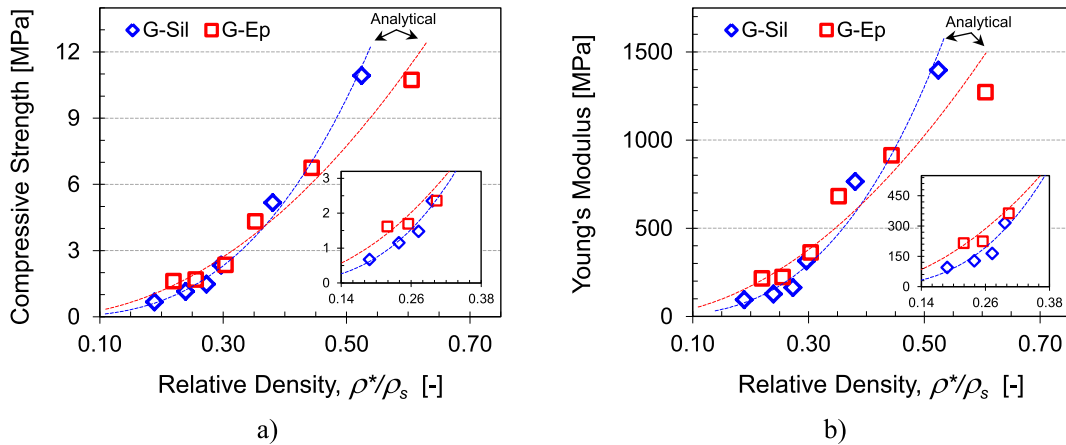 G-Sil
G-Ep
Analytical
Compressive Strength [MPa]
12
9
6
3
0
3
2
1
0
0.14
0.26
0.38
0.10
0.30
0.50
0.70
Relative Density, ρ*/ρs [-]
a)
G-Sil
G-Ep
Analytical
Young's Modulus [MPa]
1500
1000
500
0
450
300
150
0
0.14
0.26
0.38
0.10
0.30
0.50
0.70
Relative Density, ρ*/ρs [-]
b)